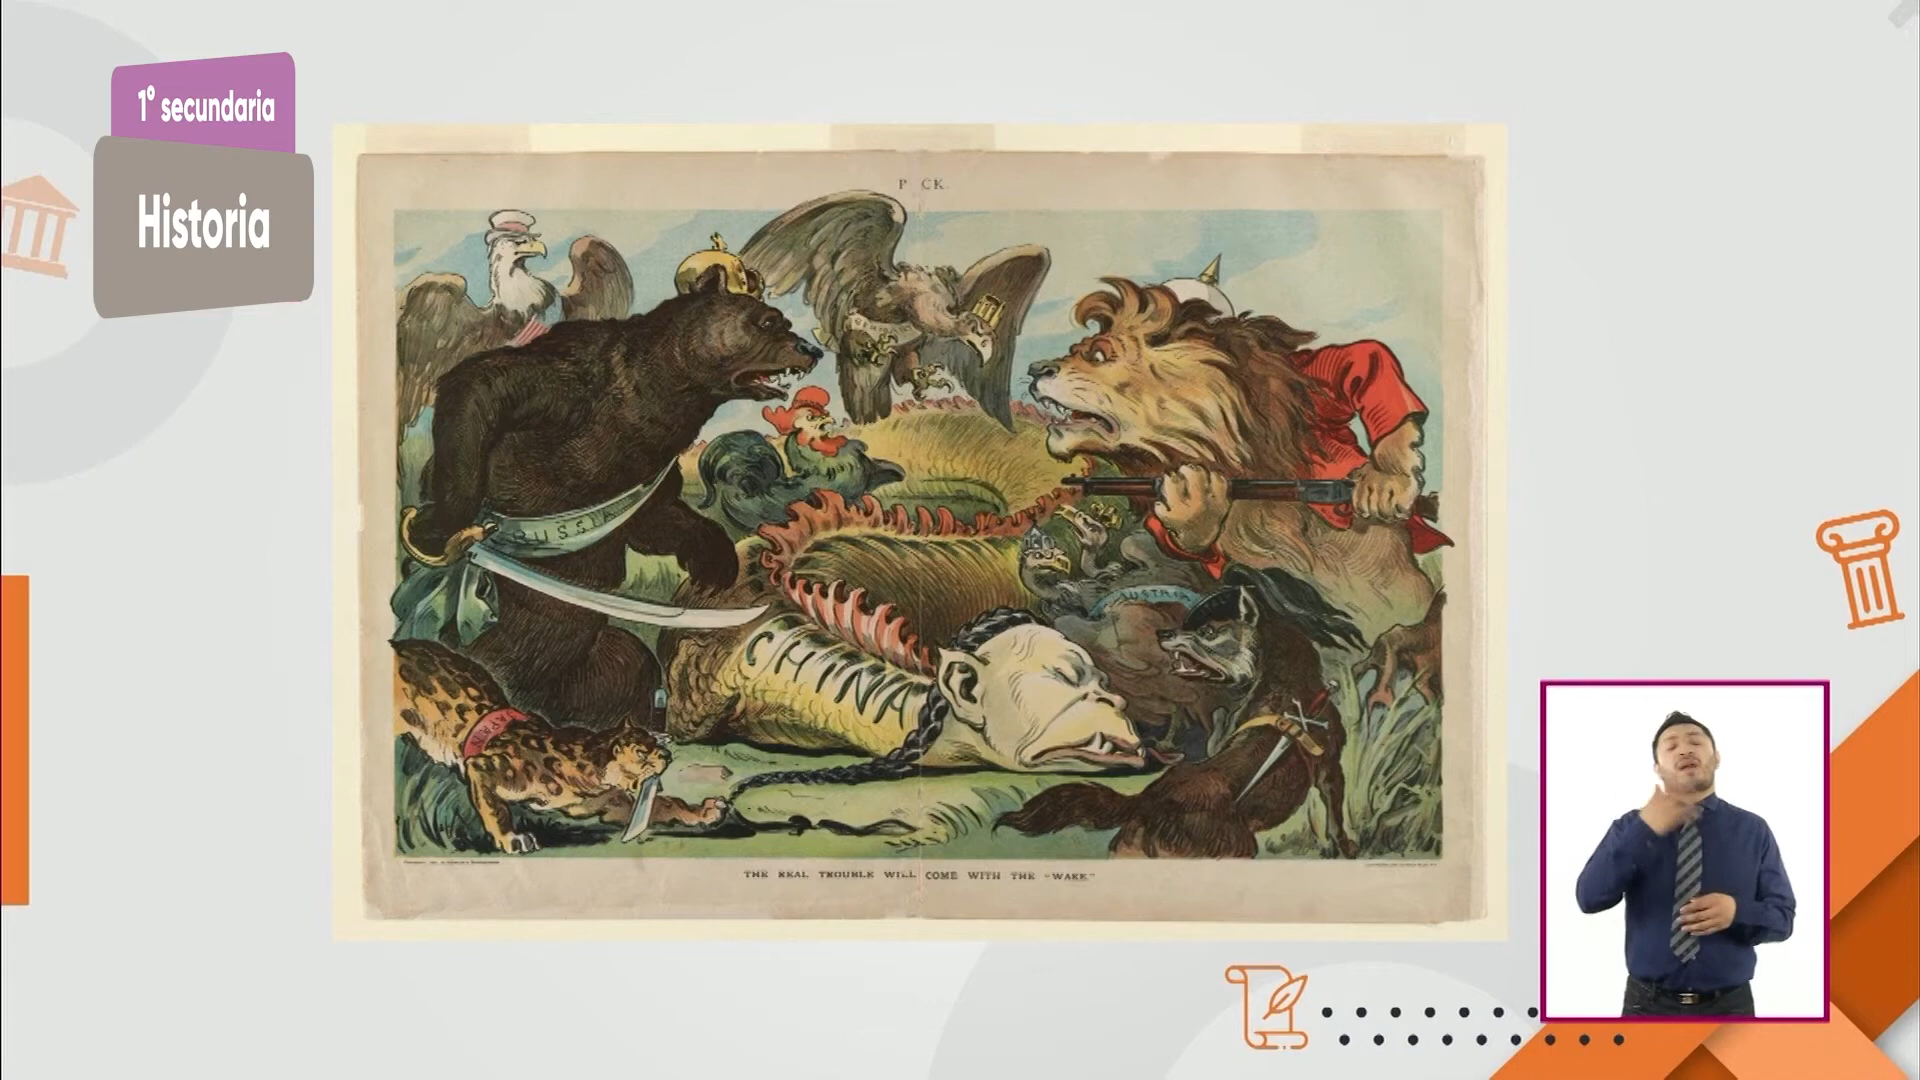 1° secundaria
Historia
P CK.
RUSSIA
CHINA
AUSTRIA
JAPAN
THE REAL TROUBLE WILL COME WITH THE "WAKE"